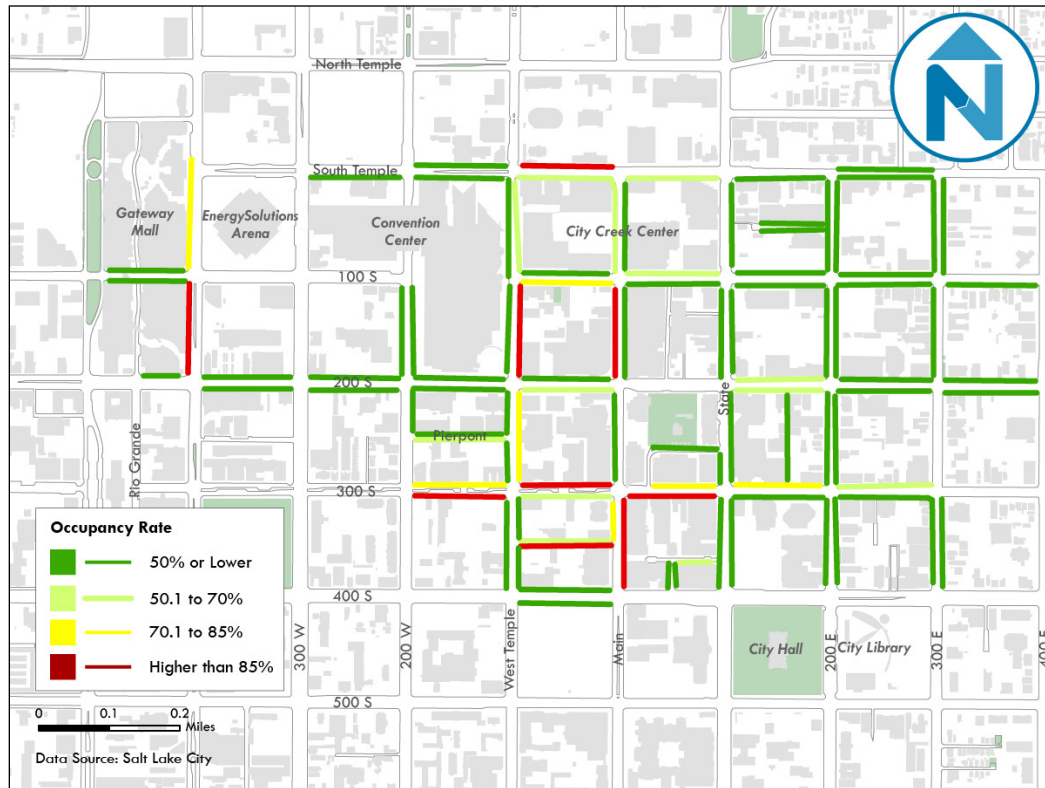 N
North Temple
South Temple
Gateway
Mall
EnergySolutions
Arena
Convention
Center
City Creek Center
100 S
200 S
State
Pierpont
Rio Grande
300 S
Occupancy Rate
50% or Lower
50.1 to 70%
70.1 to 85%
Higher than 85%
400 S
300 W
200 W
West Temple
Main
City Hall
200 E
City Library
300 E
400 E
500 S
0 0.1 0.2
Miles
Data Source: Salt Lake City